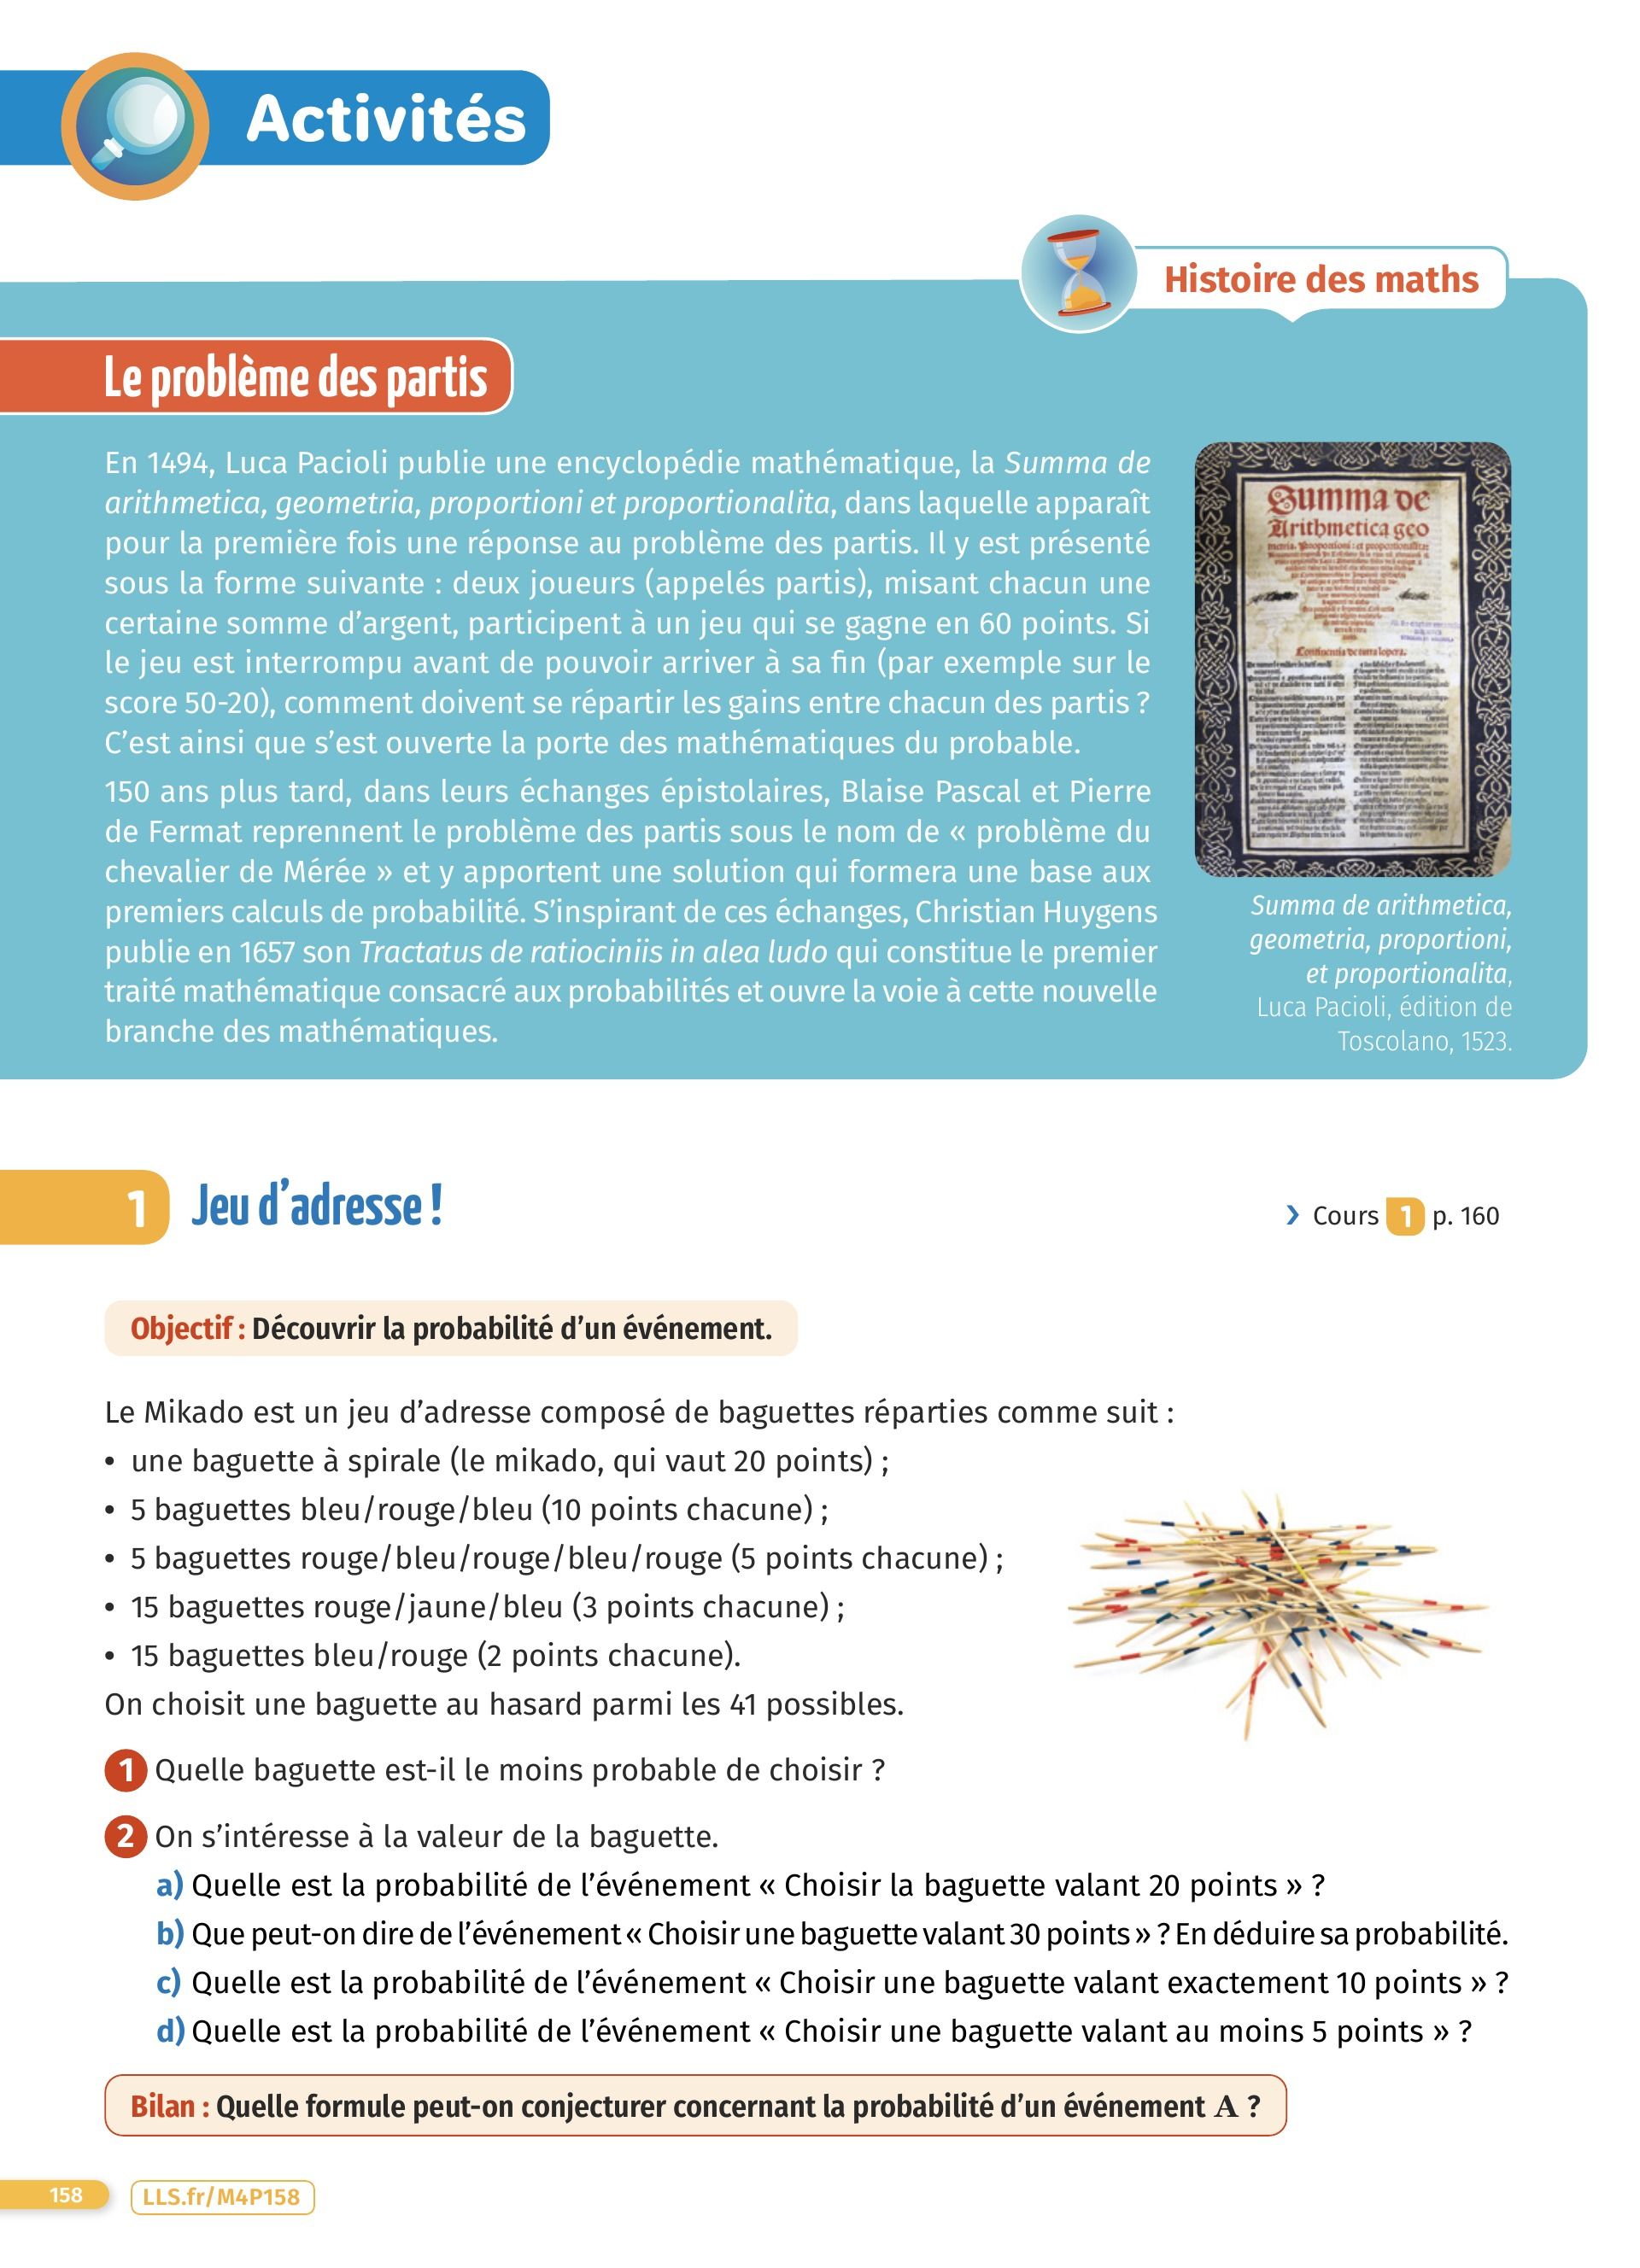 Activités
Histoire des maths
Le problème des partis
En 1494, Luca Pacioli publie une encyclopédie mathématique, la Summa de
arithmetica, geometria, proportioni et proportionalita, dans laquelle apparaît
pour la première fois une réponse au problème des partis. Il y est présenté
sous la forme suivante : deux joueurs (appelés partis), misant chacun une
certaine somme d’argent, participent à un jeu qui se gagne en 60 points. Si
le jeu est interrompu avant de pouvoir arriver à sa fin (par exemple sur le
score 50-20), comment doivent se répartir les gains entre chacun des partis ?
C’est ainsi que s’est ouverte la porte des mathématiques du probable.
150 ans plus tard, dans leurs échanges épistolaires, Blaise Pascal et Pierre
de Fermat reprennent le problème des partis sous le nom de « problème du
chevalier de Mérée » et y apportent une solution qui formera une base aux
premiers calculs de probabilité. S’inspirant de ces échanges, Christian Huygens
publie en 1657 son Tractatus de ratiociniis in alea ludo qui constitue le premier
traité mathématique consacré aux probabilités et ouvre la voie à cette nouvelle
branche des mathématiques.
Summa de
Arithmetica geo
Summa de arithmetica,
geometria, proportioni,
et proportionalita,
Luca Pacioli, édition de
Toscolano, 1523.
1 Jeu d’adresse !
› Cours 1 p. 160
Objectif : Découvrir la probabilité d’un événement.
Le Mikado est un jeu d’adresse composé de baguettes réparties comme suit :
• une baguette à spirale (le mikado, qui vaut 20 points) ;
• 5 baguettes bleu/rouge/bleu (10 points chacune) ;
• 5 baguettes rouge/bleu/rouge/bleu/rouge (5 points chacune) ;
• 15 baguettes rouge/jaune/bleu (3 points chacune) ;
• 15 baguettes bleu/rouge (2 points chacune).
On choisit une baguette au hasard parmi les 41 possibles.
1 Quelle baguette est-il le moins probable de choisir ?
2 On s’intéresse à la valeur de la baguette.
a) Quelle est la probabilité de l’événement « Choisir la baguette valant 20 points » ?
b) Que peut-on dire de l’événement « Choisir une baguette valant 30 points » ? En déduire sa probabilité.
c) Quelle est la probabilité de l’événement « Choisir une baguette valant exactement 10 points » ?
d) Quelle est la probabilité de l’événement « Choisir une baguette valant au moins 5 points » ?
Bilan : Quelle formule peut-on conjecturer concernant la probabilité d’un événement A ?
158
LLS.fr/M4P158